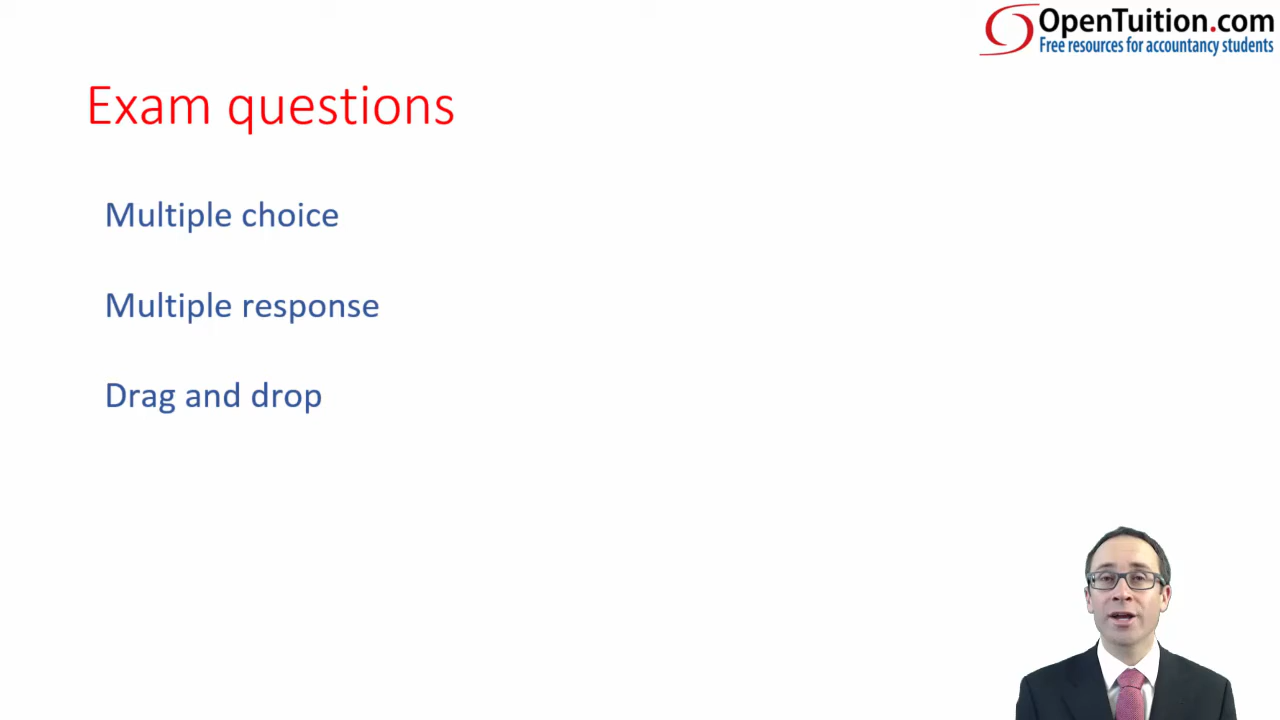 OpenTuition.com
Free resources for accountancy students
Exam questions
Multiple choice
Multiple response
Drag and drop